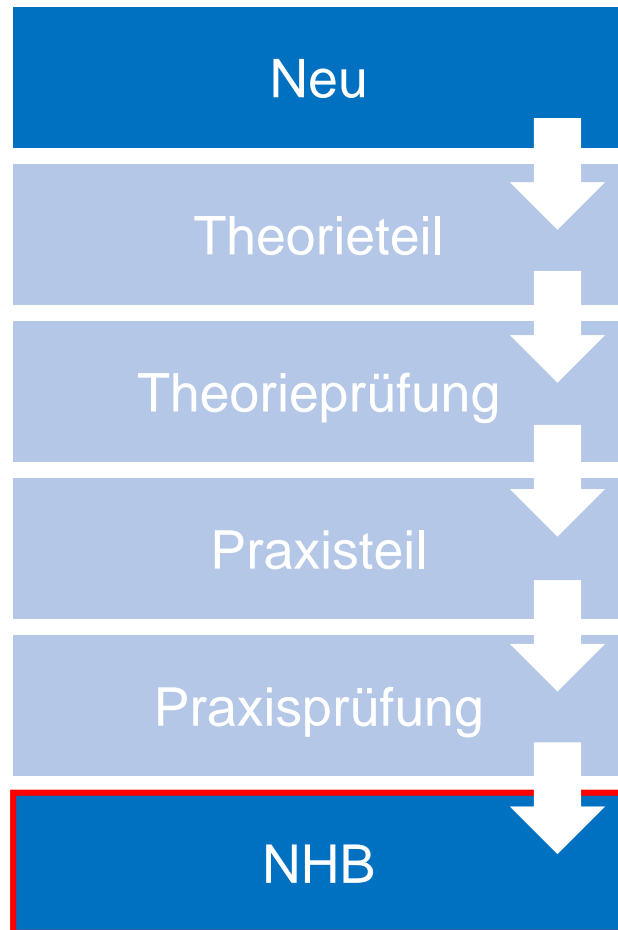 Neu
Theorieteil
Theorieprüfung
Praxisteil
Praxisprüfung
NHB